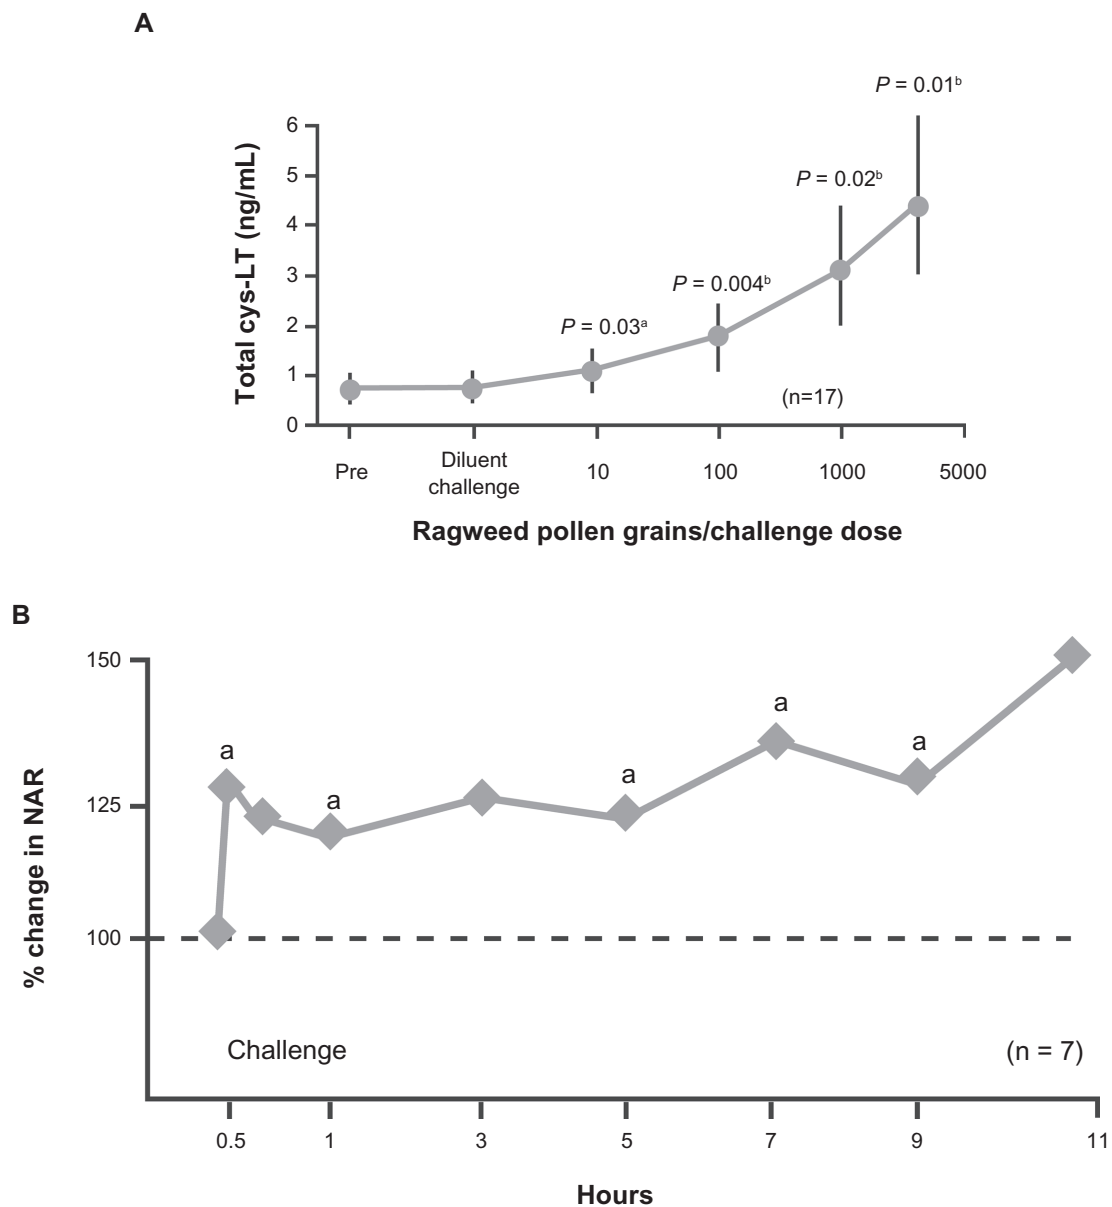 A
P = 0.01ᵇ
6
5
P = 0.02ᵇ
4
3
P = 0.004ᵇ
2
P = 0.03ᵃ
1
(n=17)
0
Total cys-LT (ng/mL)
Pre
Diluent
challenge
10
100
1000
5000
Ragweed pollen grains/challenge dose
B
150
a
a
a
a
a
125
100
% change in NAR
Challenge
(n = 7)
0.5
1
3
5
7
9
11
Hours